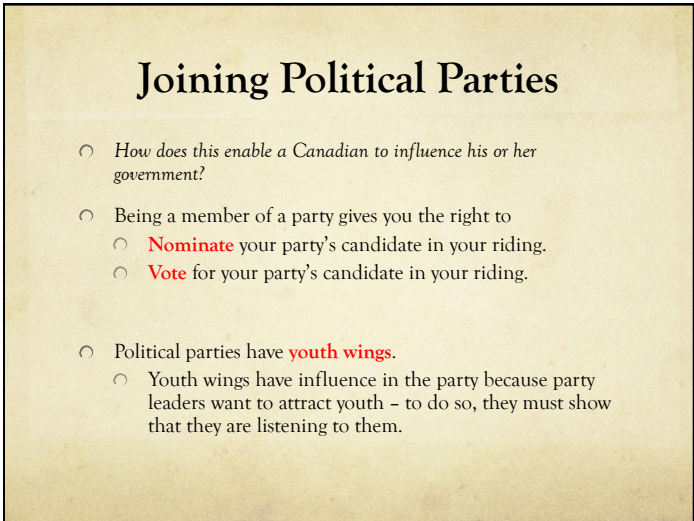 Joining Political Parties
How does this enable a Canadian to influence his or her
government?
Being a member of a party gives you the right to
Nominate your party's candidate in your riding.
Vote for your party's candidate in your riding.
Political parties have youth wings.
Youth wings have influence in the party because party
leaders want to attract youth – to do so, they must show
that they are listening to them.